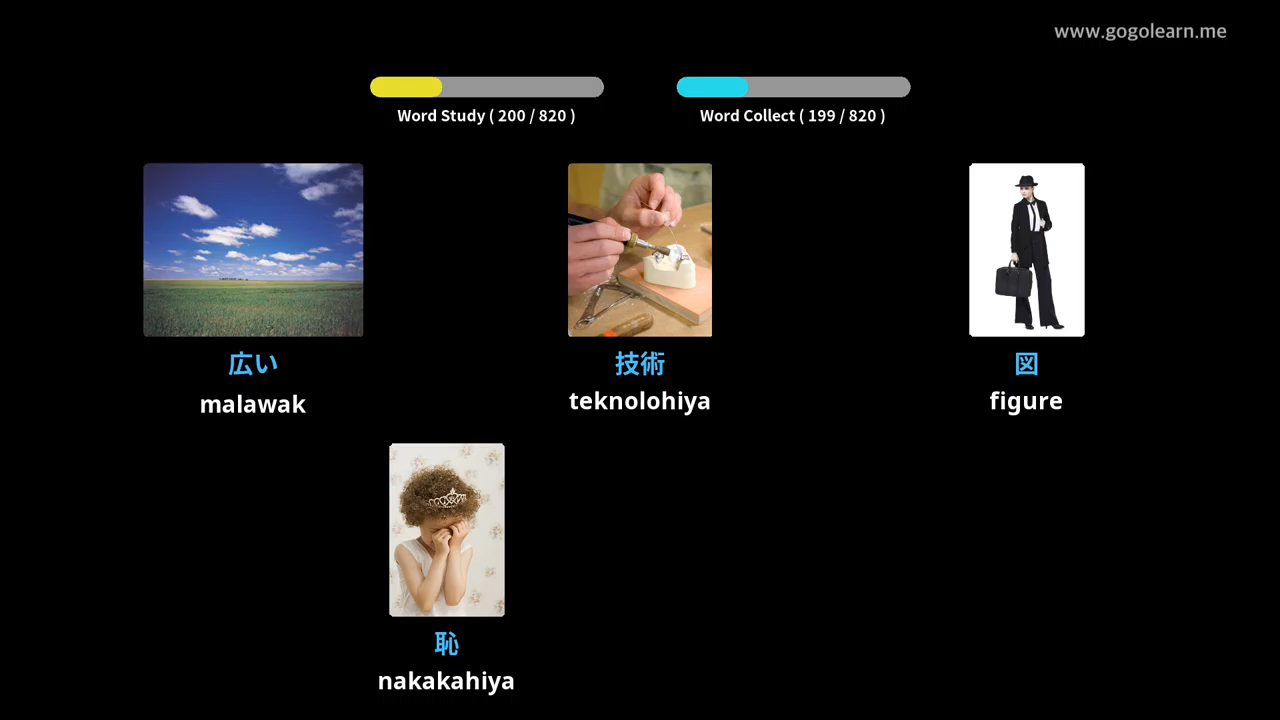 www.gogolearn.me
Word Study ( 200 / 820 )
Word Collect ( 199 / 820 )
広い
malawak
技術
teknolohiya
図
figure
恥
nakakahiya